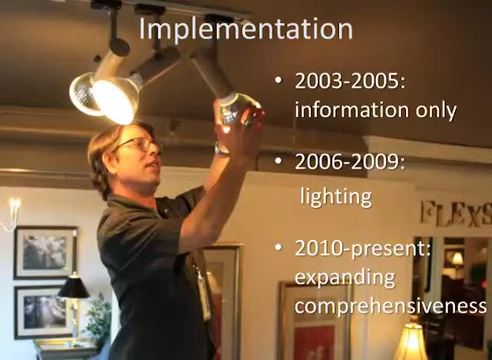 Implementation
• 2003-2005:
information only
• 2006-2009:
lighting
FLEXS
• 2010-present:
expanding
comprehensiveness